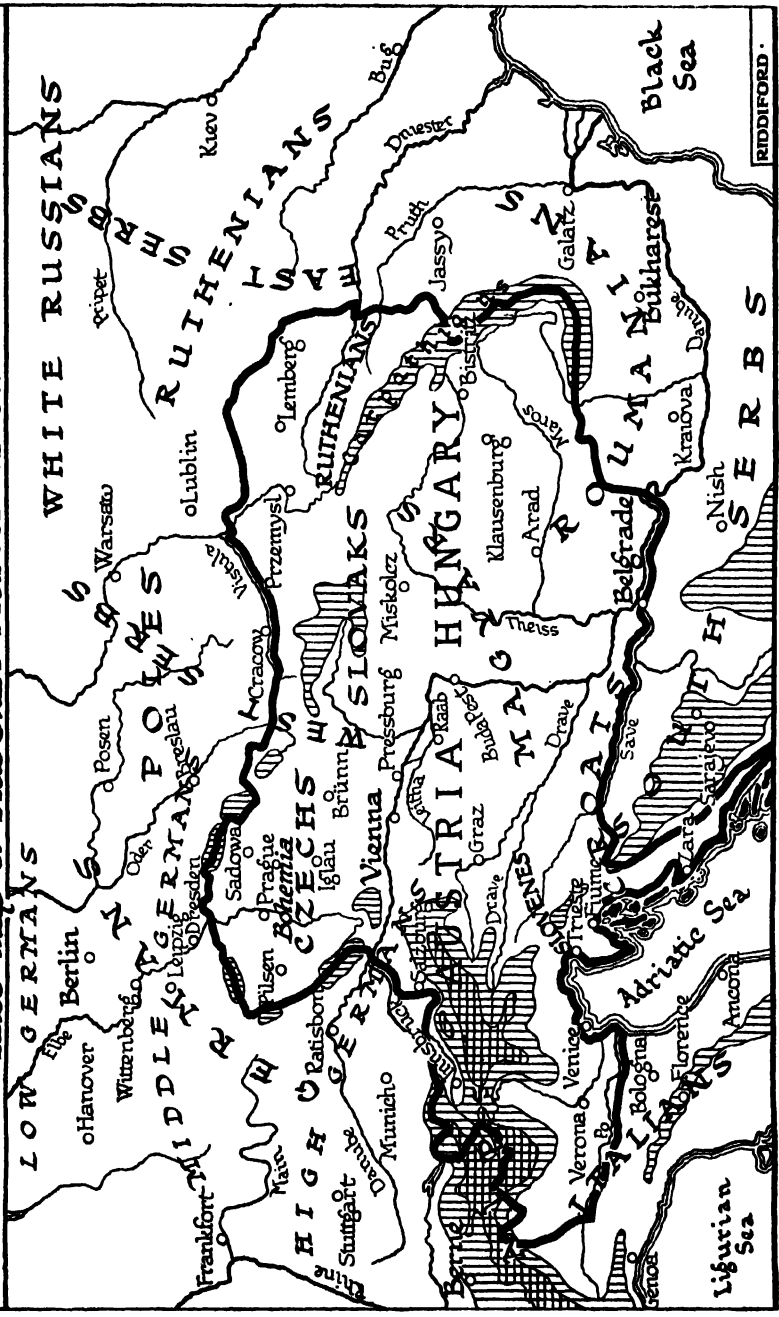 LOW GERMANS
WHITE RUSSIANS
Elbe
Hanover
Berlin
Wittenberg
Posen
Warsaw
Pripet
Kiev
Bug
Oder
POLES
SERBS
Lublin
RUTHENIANS
MIDDLE GERMANS
Leipzig
Dresden
Breslau
Vistula
EAST
Dniester
Frankfort
Main
Sadowa
Cracow
Przemysl
Lemberg
RUTHENIANS
Pruth
Jassy
HIGH GERMANS
Pilsen
Prague
Bohemia
CZECHS
Iglau
Brünn
SLOVAKS
Stuttgart
Rhine
Danube
Ratisbon
Munich
Vienna
Pressburg
Miskolcz
Bistritz
Berne
Innsbruck
Salzburg
AUSTRIA
Leitha
Raab
Buda Pest
HUNGARY
MAGYARS
Theiss
Klausenburg
Maros
Arad
Galatz
Graz
Drave
Drave
SLOVENES
Verona
Venice
Trieste
Fiume
CROATS
Save
Belgrade
RUMANIANS
Bukharest
Kraiova
Danube
Po
ITALIANS
Bologna
Florence
Ancona
Adriatic Sea
Zara
Sarajevo
SOUTH SERBS
Nish
Genoa
Ligurian
Sea
Black
Sea
RIDDIFORD.